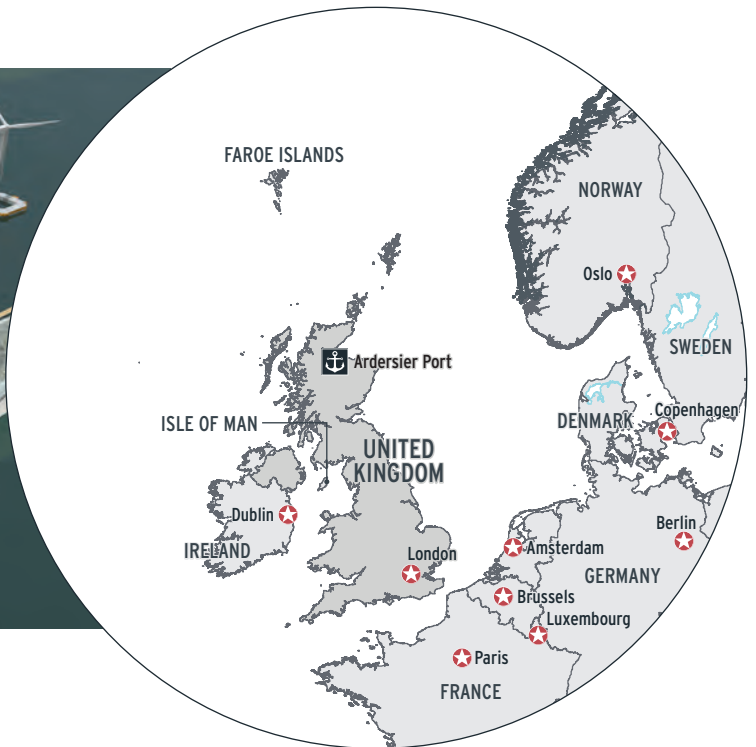 FAROE ISLANDS
NORWAY
Oslo
SWEDEN
Ardersier Port
ISLE OF MAN
DENMARK
Copenhagen
UNITED
KINGDOM
Dublin
IRELAND
London
Amsterdam
Berlin
GERMANY
Brussels
Luxembourg
Paris
FRANCE